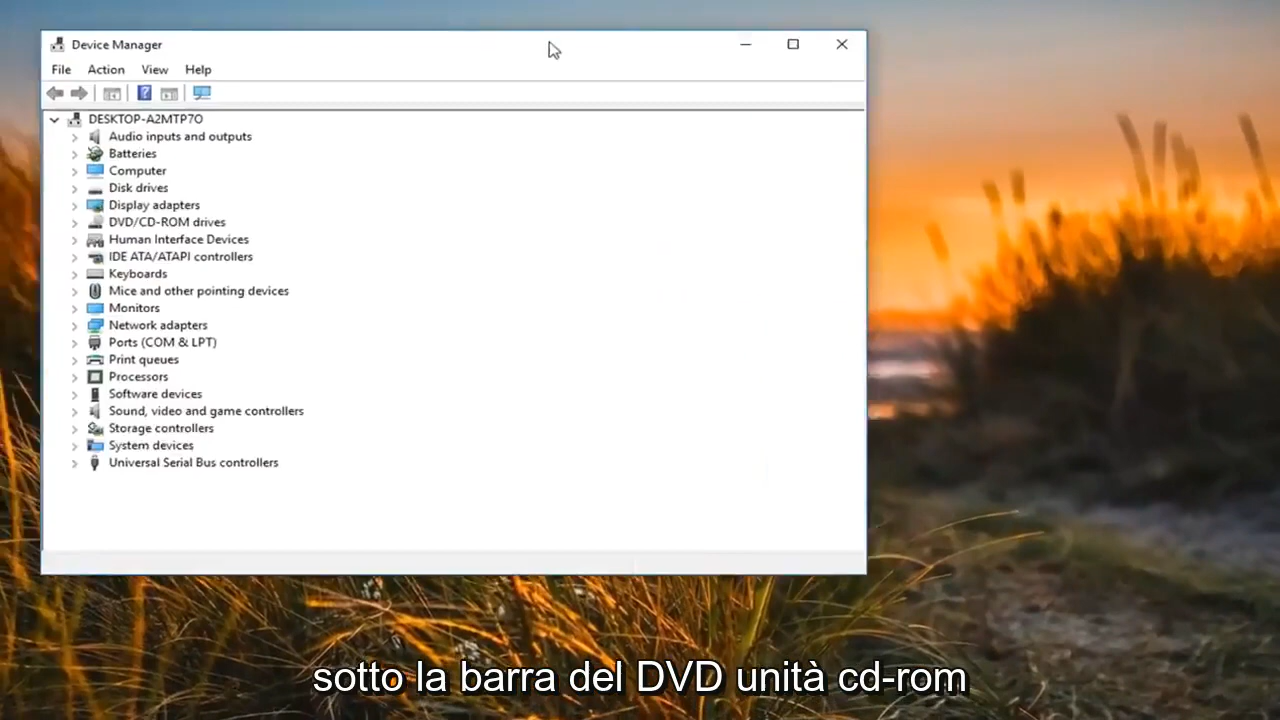 Device Manager
File Action View Help
DESKTOP-A2MTP7O
Audio inputs and outputs
Batteries
Computer
Disk drives
Display adapters
DVD/CD-ROM drives
Human Interface Devices
IDE ATA/ATAPI controllers
Keyboards
Mice and other pointing devices
Monitors
Network adapters
Ports (COM & LPT)
Print queues
Processors
Software devices
Sound, video and game controllers
Storage controllers
System devices
Universal Serial Bus controllers
sotto la barra del DVD unità cd-rom